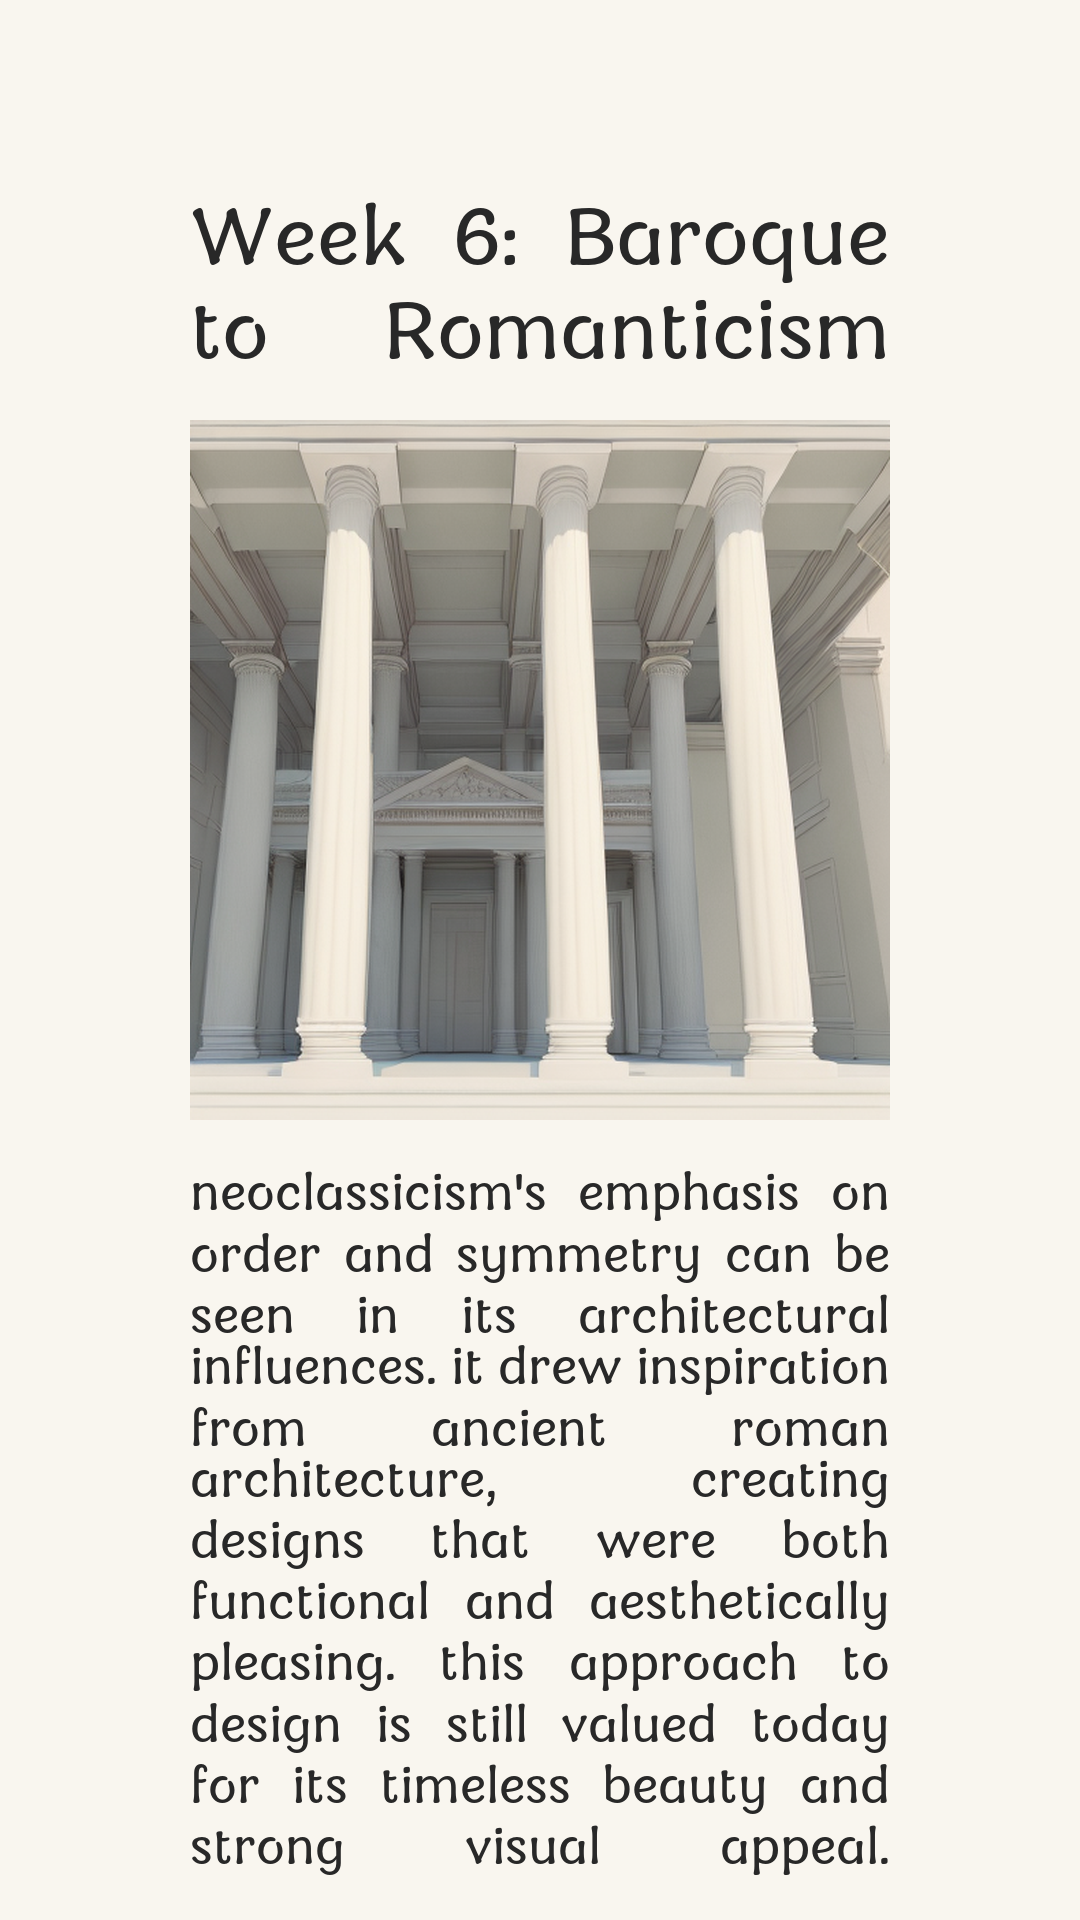 Week 6: Baroque
to Romanticism
neoclassicism's emphasis on
order and symmetry can be
seen in its architectural
influences. it drew inspiration
from ancient roman
architecture, creating
designs that were both
functional and aesthetically
pleasing. this approach to
design is still valued today
for its timeless beauty and
strong visual appeal.